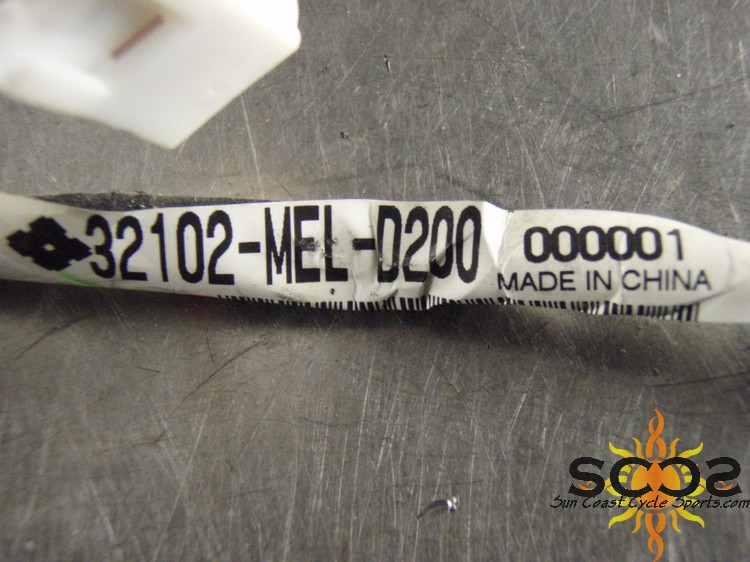 32102-MEL-D200 000001
MADE IN CHINA
SCCS
Sun Coast Cycle Sports.com